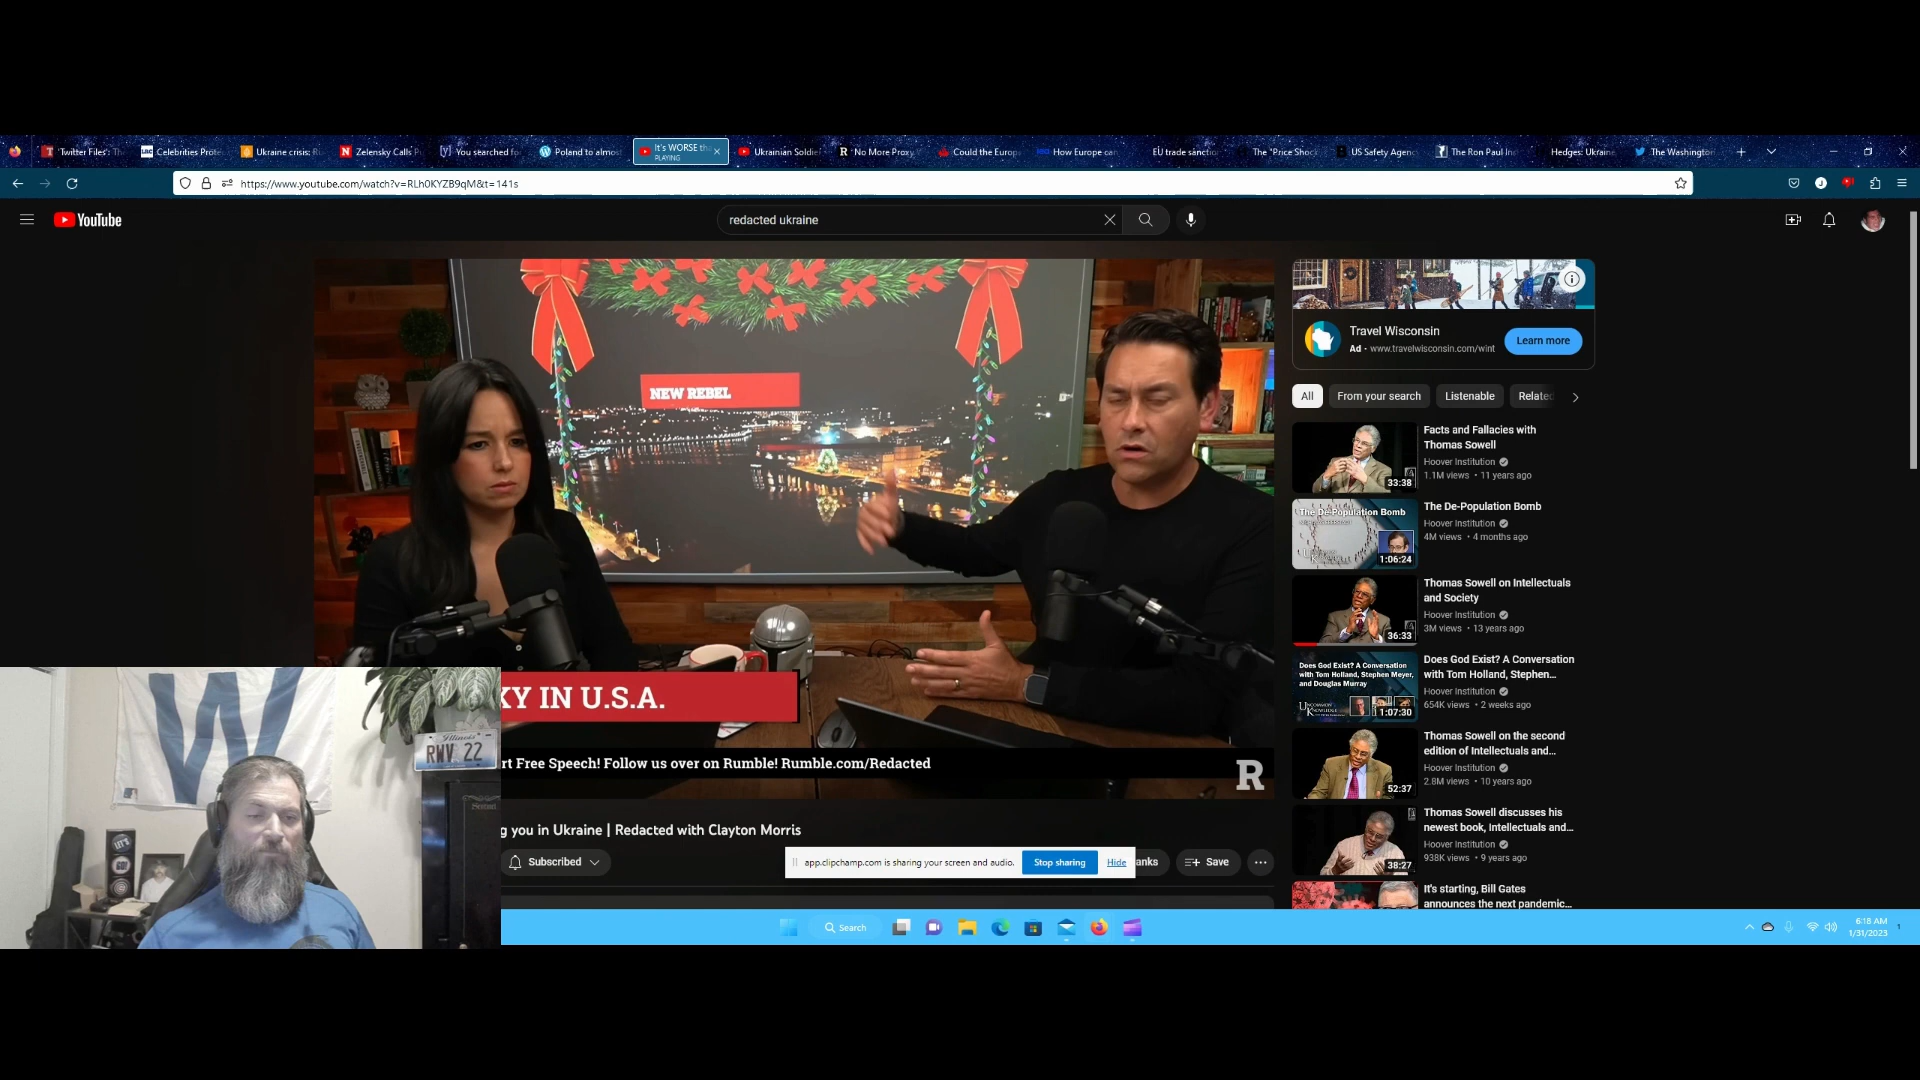 'Twitter Files': Th
Celebrities Prote
Ukraine crisis: R
Zelensky Calls P
You searched fo
Poland to almos
It's WORSE tha
PLAYING
Ukrainian Soldie
"No More Proxy
Could the Europ
How Europe can
EU trade sanctio
The "Price Shoc
US Safety Agenc
The Ron Paul In
Hedges: Ukraine
The Washington
https://www.youtube.com/watch?v=RLh0KYZB9qM&t=141s
YouTube
redacted ukraine
NEW REBEL
KY IN U.S.A.
rt Free Speech! Follow us over on Rumble! Rumble.com/Redacted
R
Travel Wisconsin
Ad • www.travelwisconsin.com/wint
Learn more
All
From your search
Listenable
Relate
Facts and Fallacies with
Thomas Sowell
Hoover Institution
1.1M views • 11 years ago
33:38
The De-Population Bomb
The De-Population Bomb
Hoover Institution
4M views • 4 months ago
1:06:24
Thomas Sowell on Intellectuals
and Society
Hoover Institution
3M views • 13 years ago
36:33
Does God Exist? A Conversation
with Tom Holland, Stephen Meyer,
and Douglas Murray
1:07:30
Does God Exist? A Conversation
with Tom Holland, Stephen...
Hoover Institution
654K views • 2 weeks ago
Thomas Sowell on the second
edition of Intellectuals and...
Hoover Institution
2.8M views • 10 years ago
52:37
Thomas Sowell discusses his
newest book, Intellectuals and...
Hoover Institution
938K views • 9 years ago
38:27
It's starting, Bill Gates
announces the next pandemic...
W
Illinois
RWV 22
LET'S
GO!
g you in Ukraine | Redacted with Clayton Morris
Subscribed
app.clipchamp.com is sharing your screen and audio.
Stop sharing
Hide
anks
Save
Search
6:18 AM
1/31/2023
1